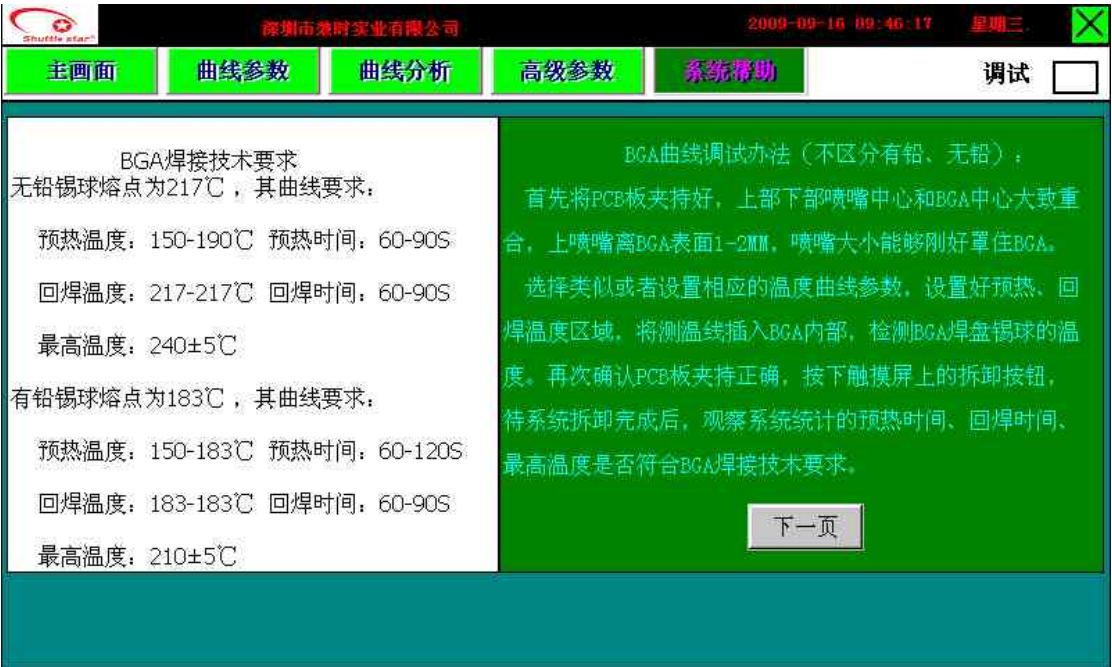 Shuttle star
深圳市效时实业有限公司
2009-09-16 09:46:17
星期三.
主画面
曲线参数
曲线分析
高级参数
系统帮助
调试
BGA焊接技术要求
无铅锡球熔点为217℃，其曲线要求：
预热温度：150-190℃ 预热时间：60-90S
回焊温度：217-217℃ 回焊时间：60-90S
最高温度：240±5℃
有铅锡球熔点为183℃，其曲线要求：
预热温度：150-183℃ 预热时间：60-120S
回焊温度：183-183℃ 回焊时间：60-90S
最高温度：210±5℃
BGA曲线调试办法（不区分有铅、无铅）：
首先将PCB板夹持好，上部下部喷嘴中心和BGA中心大致重
合，上喷嘴离BGA表面1-2MM，喷嘴大小能够刚好罩住BGA。
选择类似或者设置相应的温度曲线参数，设置好预热、回
焊温度区域，将测温线插入BGA内部，检测BGA焊盘锡球的温
度。再次确认PCB板夹持正确，按下触摸屏上的拆卸按钮，
待系统拆卸完成后，观察系统统计的预热时间、回焊时间、
最高温度是否符合BGA焊接技术要求。
下一页